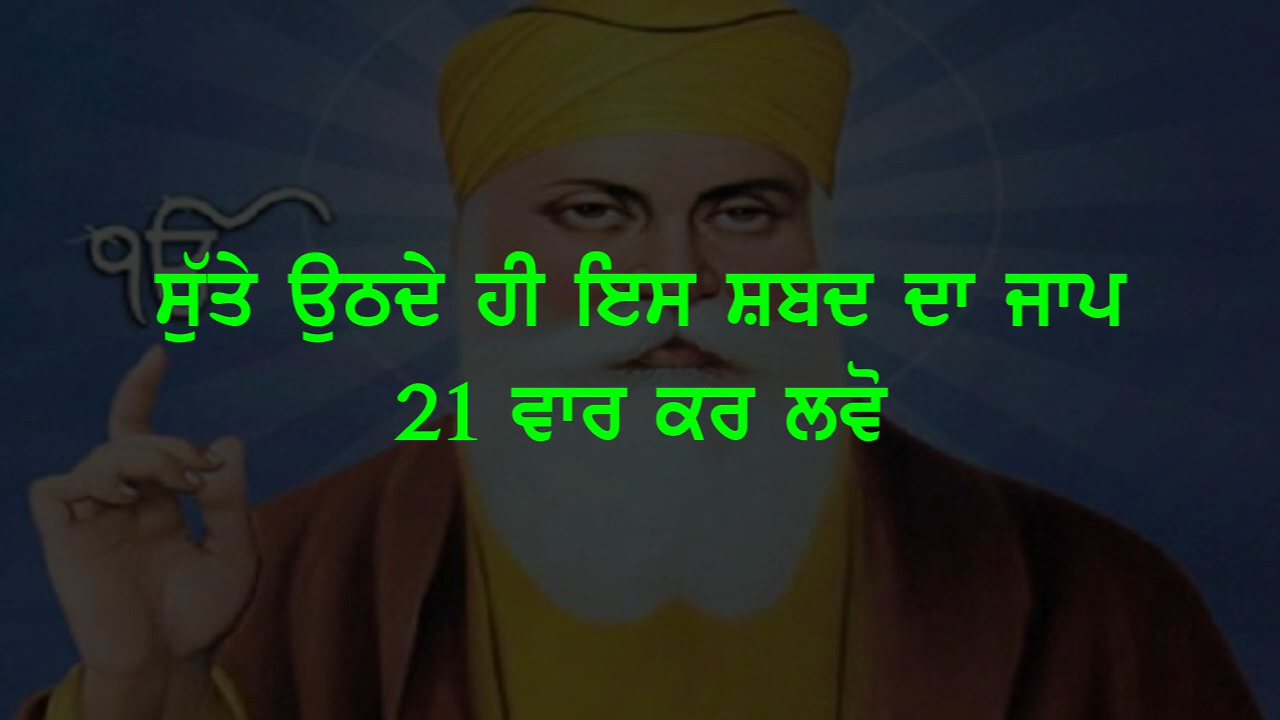 ੴ
ਸੁੱਤੇ ਉਠਦੇ ਹੀ ਇਸ ਸ਼ਬਦ ਦਾ ਜਾਪ
21 ਵਾਰ ਕਰ ਲਵੋ